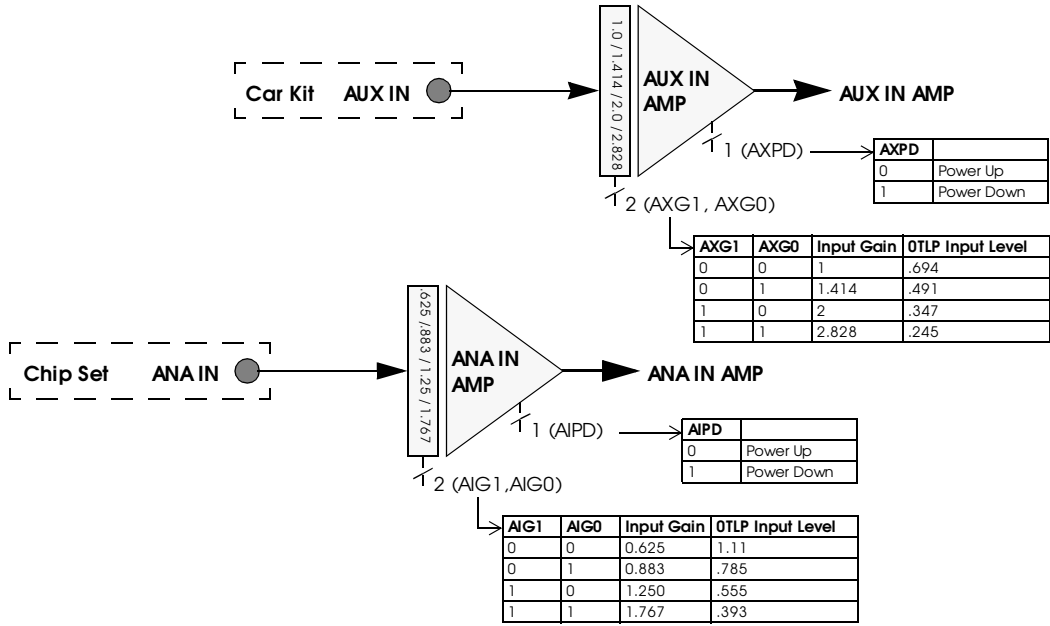 1.0 / 1.414 / 2.0 / 2.828
AUX IN
AMP
Car Kit AUX IN
AUX IN AMP
1 (AXPD)
AXPD
0 Power Up
1 Power Down
2 (AXG1, AXG0)
AXG1 AXG0 Input Gain 0TLP Input Level
0 0 1 .694
0 1 1.414 .491
1 0 2 .347
1 1 2.828 .245
.625 /.883 / 1.25 / 1.767
ANA IN
AMP
Chip Set ANA IN
ANA IN AMP
1 (AIPD)
AIPD
0 Power Up
1 Power Down
2 (AIG1,AIG0)
AIG1 AIG0 Input Gain 0TLP Input Level
0 0 0.625 1.11
0 1 0.883 .785
1 0 1.250 .555
1 1 1.767 .393